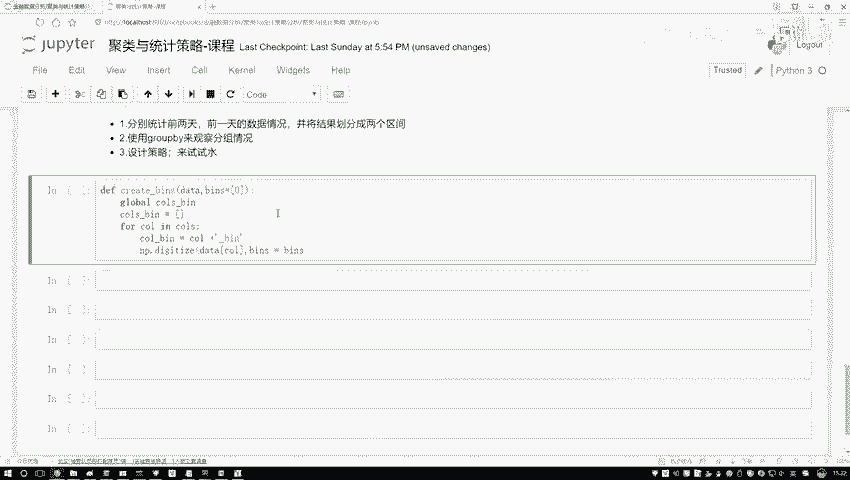 localhost
jupyter 聚类与统计策略-课程 Last Checkpoint: Last Sunday at 5:54 PM (unsaved changes)
Logout
File Edit View Insert Cell Kernel Widgets Help
Trusted
Python 3
Code
1.分别统计前两天，前一天的数据情况，并将结果划分成两个区间
2.使用groupby来观察分组情况
3.设计策略；来试试水
In [ ]:
def create_bins(data,bins=[0]):
global cols_bin
cols_bin = []
for col in cols:
col_bin = col +'_bin'
np.digitize(data[col],bins = bins
In [ ]:
In [ ]:
In [ ]:
In [ ]:
In [ ]:
In [ ]:
15:22